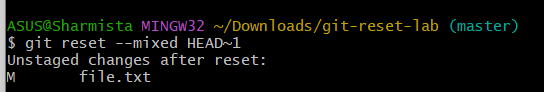 ASUS@Sharmista MINGW32 ~/Downloads/git-reset-lab (master)
$ git reset --mixed HEAD~1
Unstaged changes after reset:
M       file.txt